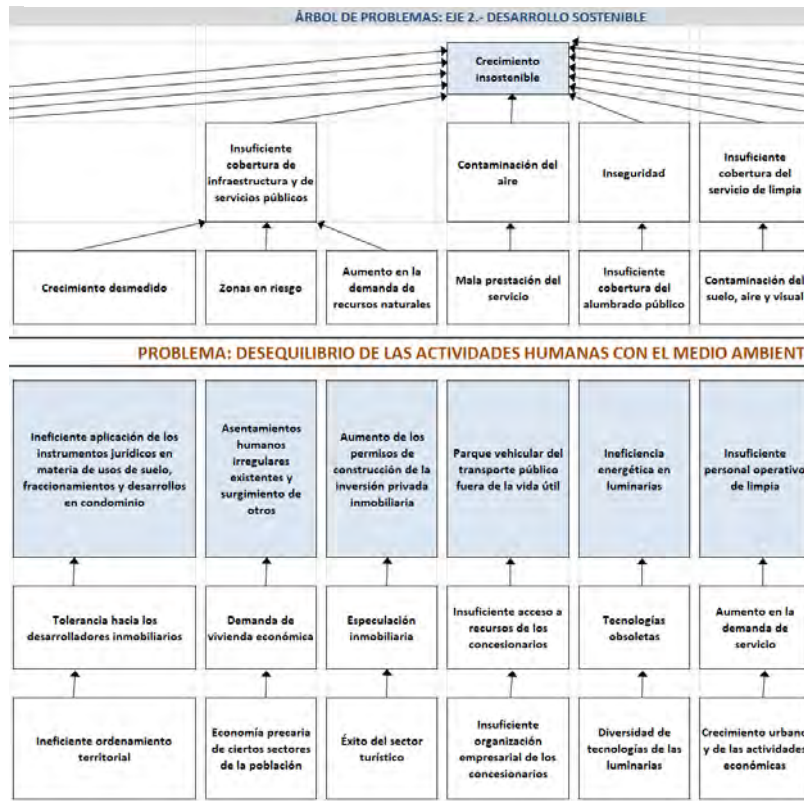 ÁRBOL DE PROBLEMAS: EJE 2.- DESARROLLO SOSTENIBLE
Crecimiento
insostenible
Insuficiente
cobertura de
infraestructura y de
servicios públicos
Contaminación del
aire
Inseguridad
Insuficiente
cobertura del
servicio de limpia
Crecimiento desmedido
Zonas en riesgo
Aumento en la
demanda de
recursos naturales
Mala prestación del
servicio
Insuficiente
cobertura del
alumbrado público
Contaminación del
suelo, aire y visual
PROBLEMA: DESEQUILIBRIO DE LAS ACTIVIDADES HUMANAS CON EL MEDIO AMBIENT
Ineficiente aplicación de los
instrumentos jurídicos en
materia de usos de suelo,
fraccionamientos y desarrollos
en condominio
Asentamientos
humanos
irregulares
existentes y
surgimiento de
otros
Aumento de los
permisos de
construcción de la
inversión privada
inmobiliaria
Parque vehicular del
transporte público
fuera de la vida útil
Ineficiencia
energética en
luminarias
Insuficiente
personal operativo
de limpia
Tolerancia hacia los
desarrolladores inmobiliarios
Demanda de
vivienda económica
Especulación
inmobiliaria
Insuficiente acceso a
recursos de los
concesionarios
Tecnologías
obsoletas
Aumento en la
demanda de
servicio
Ineficiente ordenamiento
territorial
Economía precaria
de ciertos sectores
de la población
Éxito del sector
turístico
Insuficiente
organización
empresarial de los
concesionarios
Diversidad de
tecnologías de las
luminarias
Crecimiento urbano
y de las actividades
económicas